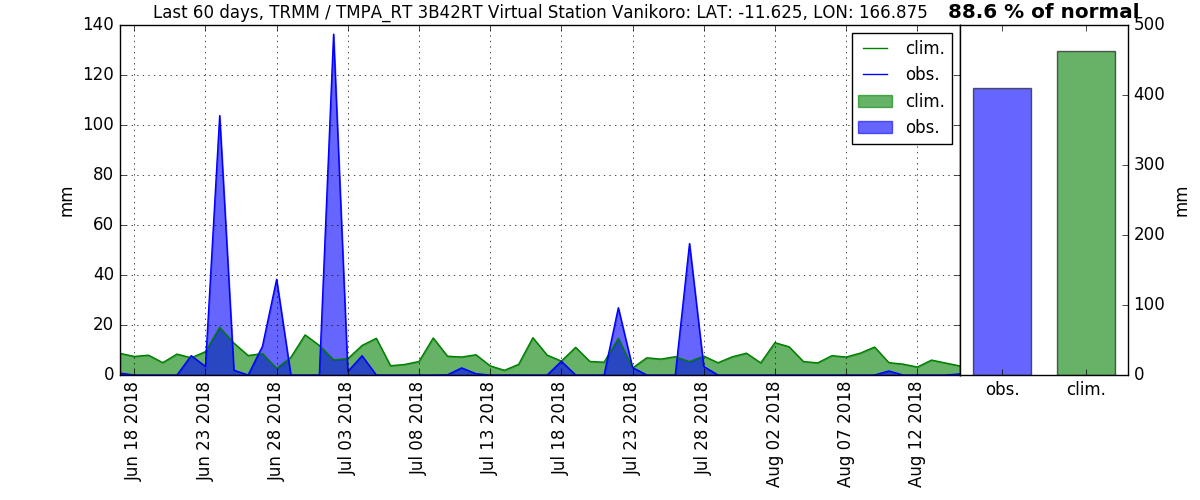 Last 60 days, TRMM / TMPA_RT 3B42RT Virtual Station Vanikoro: LAT: -11.625, LON: 166.875
88.6 % of normal
140
120
100
80
60
40
20
0
mm
clim.
obs.
clim.
obs.
Jun 18 2018
Jun 23 2018
Jun 28 2018
Jul 03 2018
Jul 08 2018
Jul 13 2018
Jul 18 2018
Jul 23 2018
Jul 28 2018
Aug 02 2018
Aug 07 2018
Aug 12 2018
500
400
300
200
100
0
mm
obs.
clim.